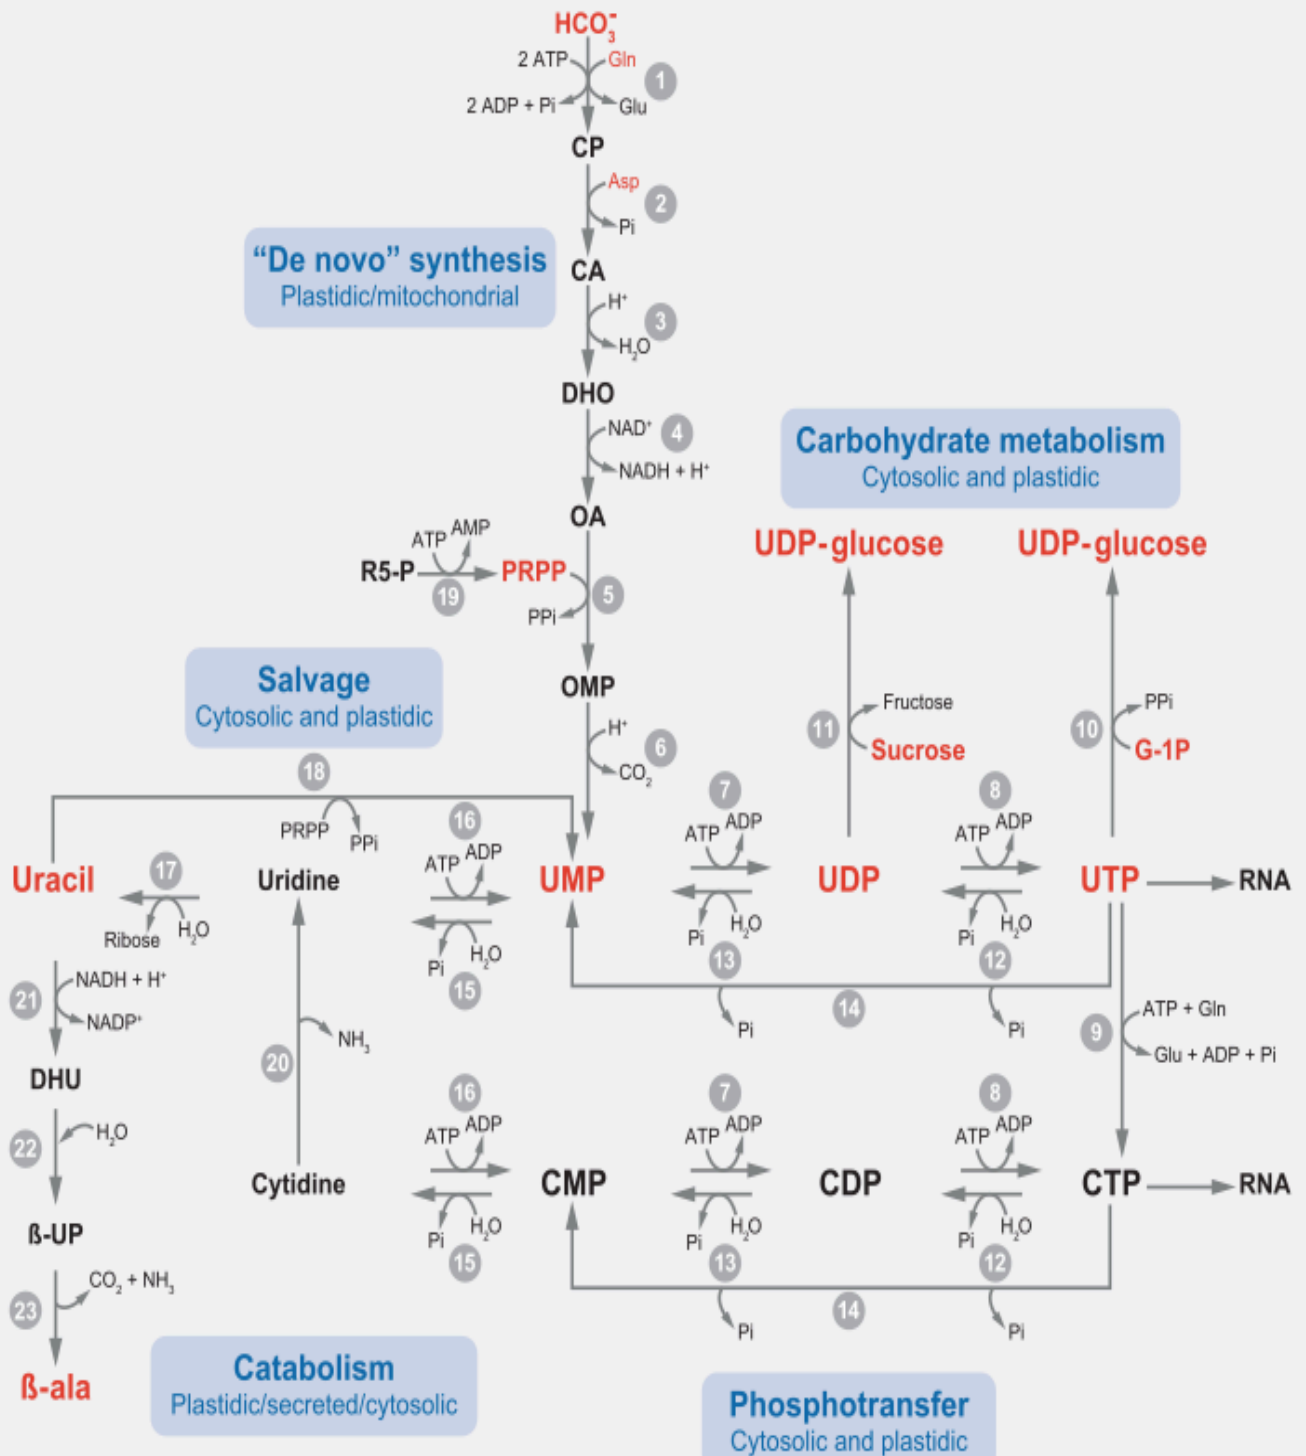 HCO₃⁻
2 ATP
Gln
1
2 ADP + Pi
Glu
CP
Asp
2
Pi
“De novo” synthesis
Plastidic/mitochondrial
CA
H⁺
3
H₂O
DHO
NAD⁺
4
NADH + H⁺
Carbohydrate metabolism
Cytosolic and plastidic
OA
UDP-glucose
UDP-glucose
ATP
AMP
R5-P
PRPP
19
5
PPi
Salvage
Cytosolic and plastidic
OMP
H⁺
6
CO₂
Fructose
11
Sucrose
PPi
10
G-1P
18
PRPP
PPi
16
ATP
ADP
7
ATP
ADP
8
ATP
ADP
Uracil
17
Uridine
UMP
UDP
UTP
RNA
Ribose
H₂O
Pi
H₂O
15
Pi
H₂O
13
Pi
H₂O
12
21
NADH + H⁺
NADP⁺
Pi
14
Pi
ATP + Gln
9
Glu + ADP + Pi
NH₃
20
DHU
22
H₂O
16
ATP
ADP
7
ATP
ADP
8
ATP
ADP
Cytidine
CMP
CDP
CTP
RNA
Pi
H₂O
15
Pi
H₂O
13
Pi
H₂O
12
ß-UP
CO₂ + NH₃
23
Pi
14
Pi
ß-ala
Catabolism
Plastidic/secreted/cytosolic
Phosphotransfer
Cytosolic and plastidic